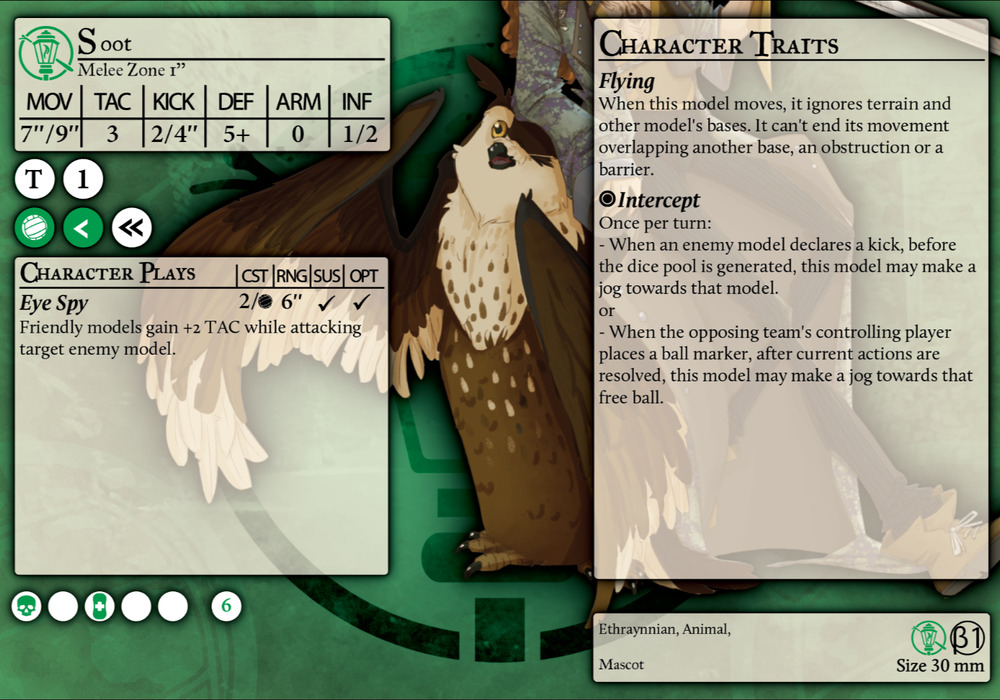 Soot
Melee Zone 1"
MOV TAC KICK DEF ARM INF
7"/9" 3 2/4" 5+ 0 1/2
T 1
< <<
Character Plays CST RNG SUS OPT
Eye Spy 2/ 6" ✓ ✓
Friendly models gain +2 TAC while attacking
target enemy model.
6
Character Traits
Flying
When this model moves, it ignores terrain and
other model's bases. It can't end its movement
overlapping another base, an obstruction or a
barrier.
Intercept
Once per turn:
- When an enemy model declares a kick, before
the dice pool is generated, this model may make a
jog towards that model.
or
- When the opposing team's controlling player
places a ball marker, after current actions are
resolved, this model may make a jog towards that
free ball.
Ethraynnian, Animal,
Mascot
β1
Size 30 mm